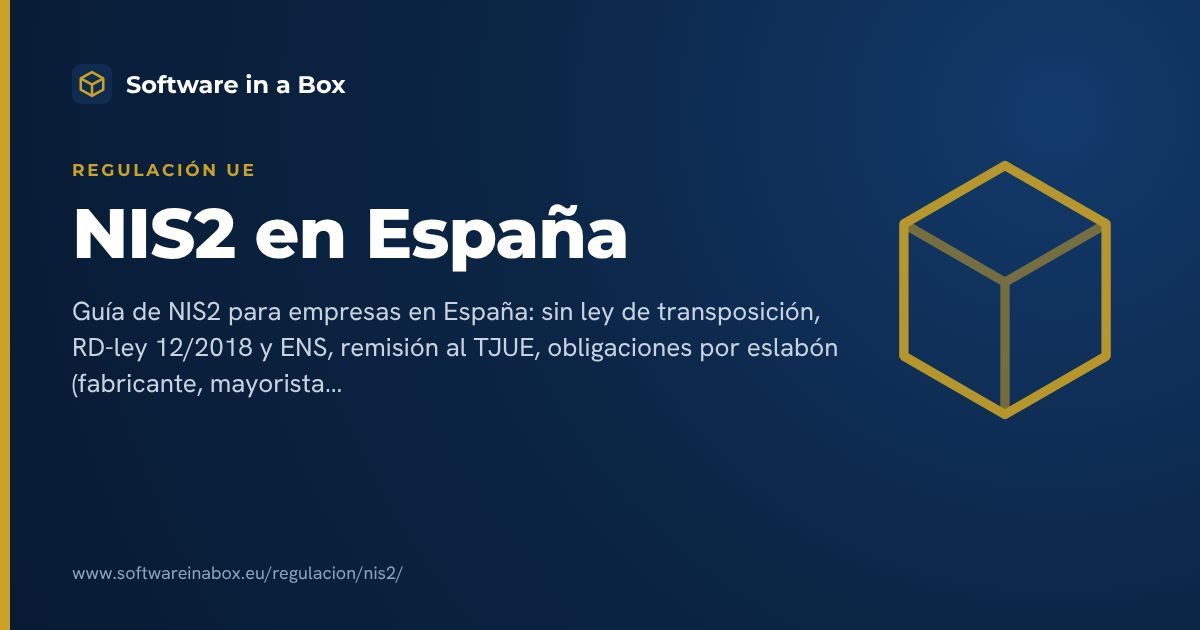 Software in a Box
REGULACIÓN UE
NIS2 en España
Guía de NIS2 para empresas en España: sin ley de transposición,
RD-ley 12/2018 y ENS, remisión al TJUE, obligaciones por eslabón
(fabricante, mayorista...
www.softwareinabox.eu/regulacion/nis2/